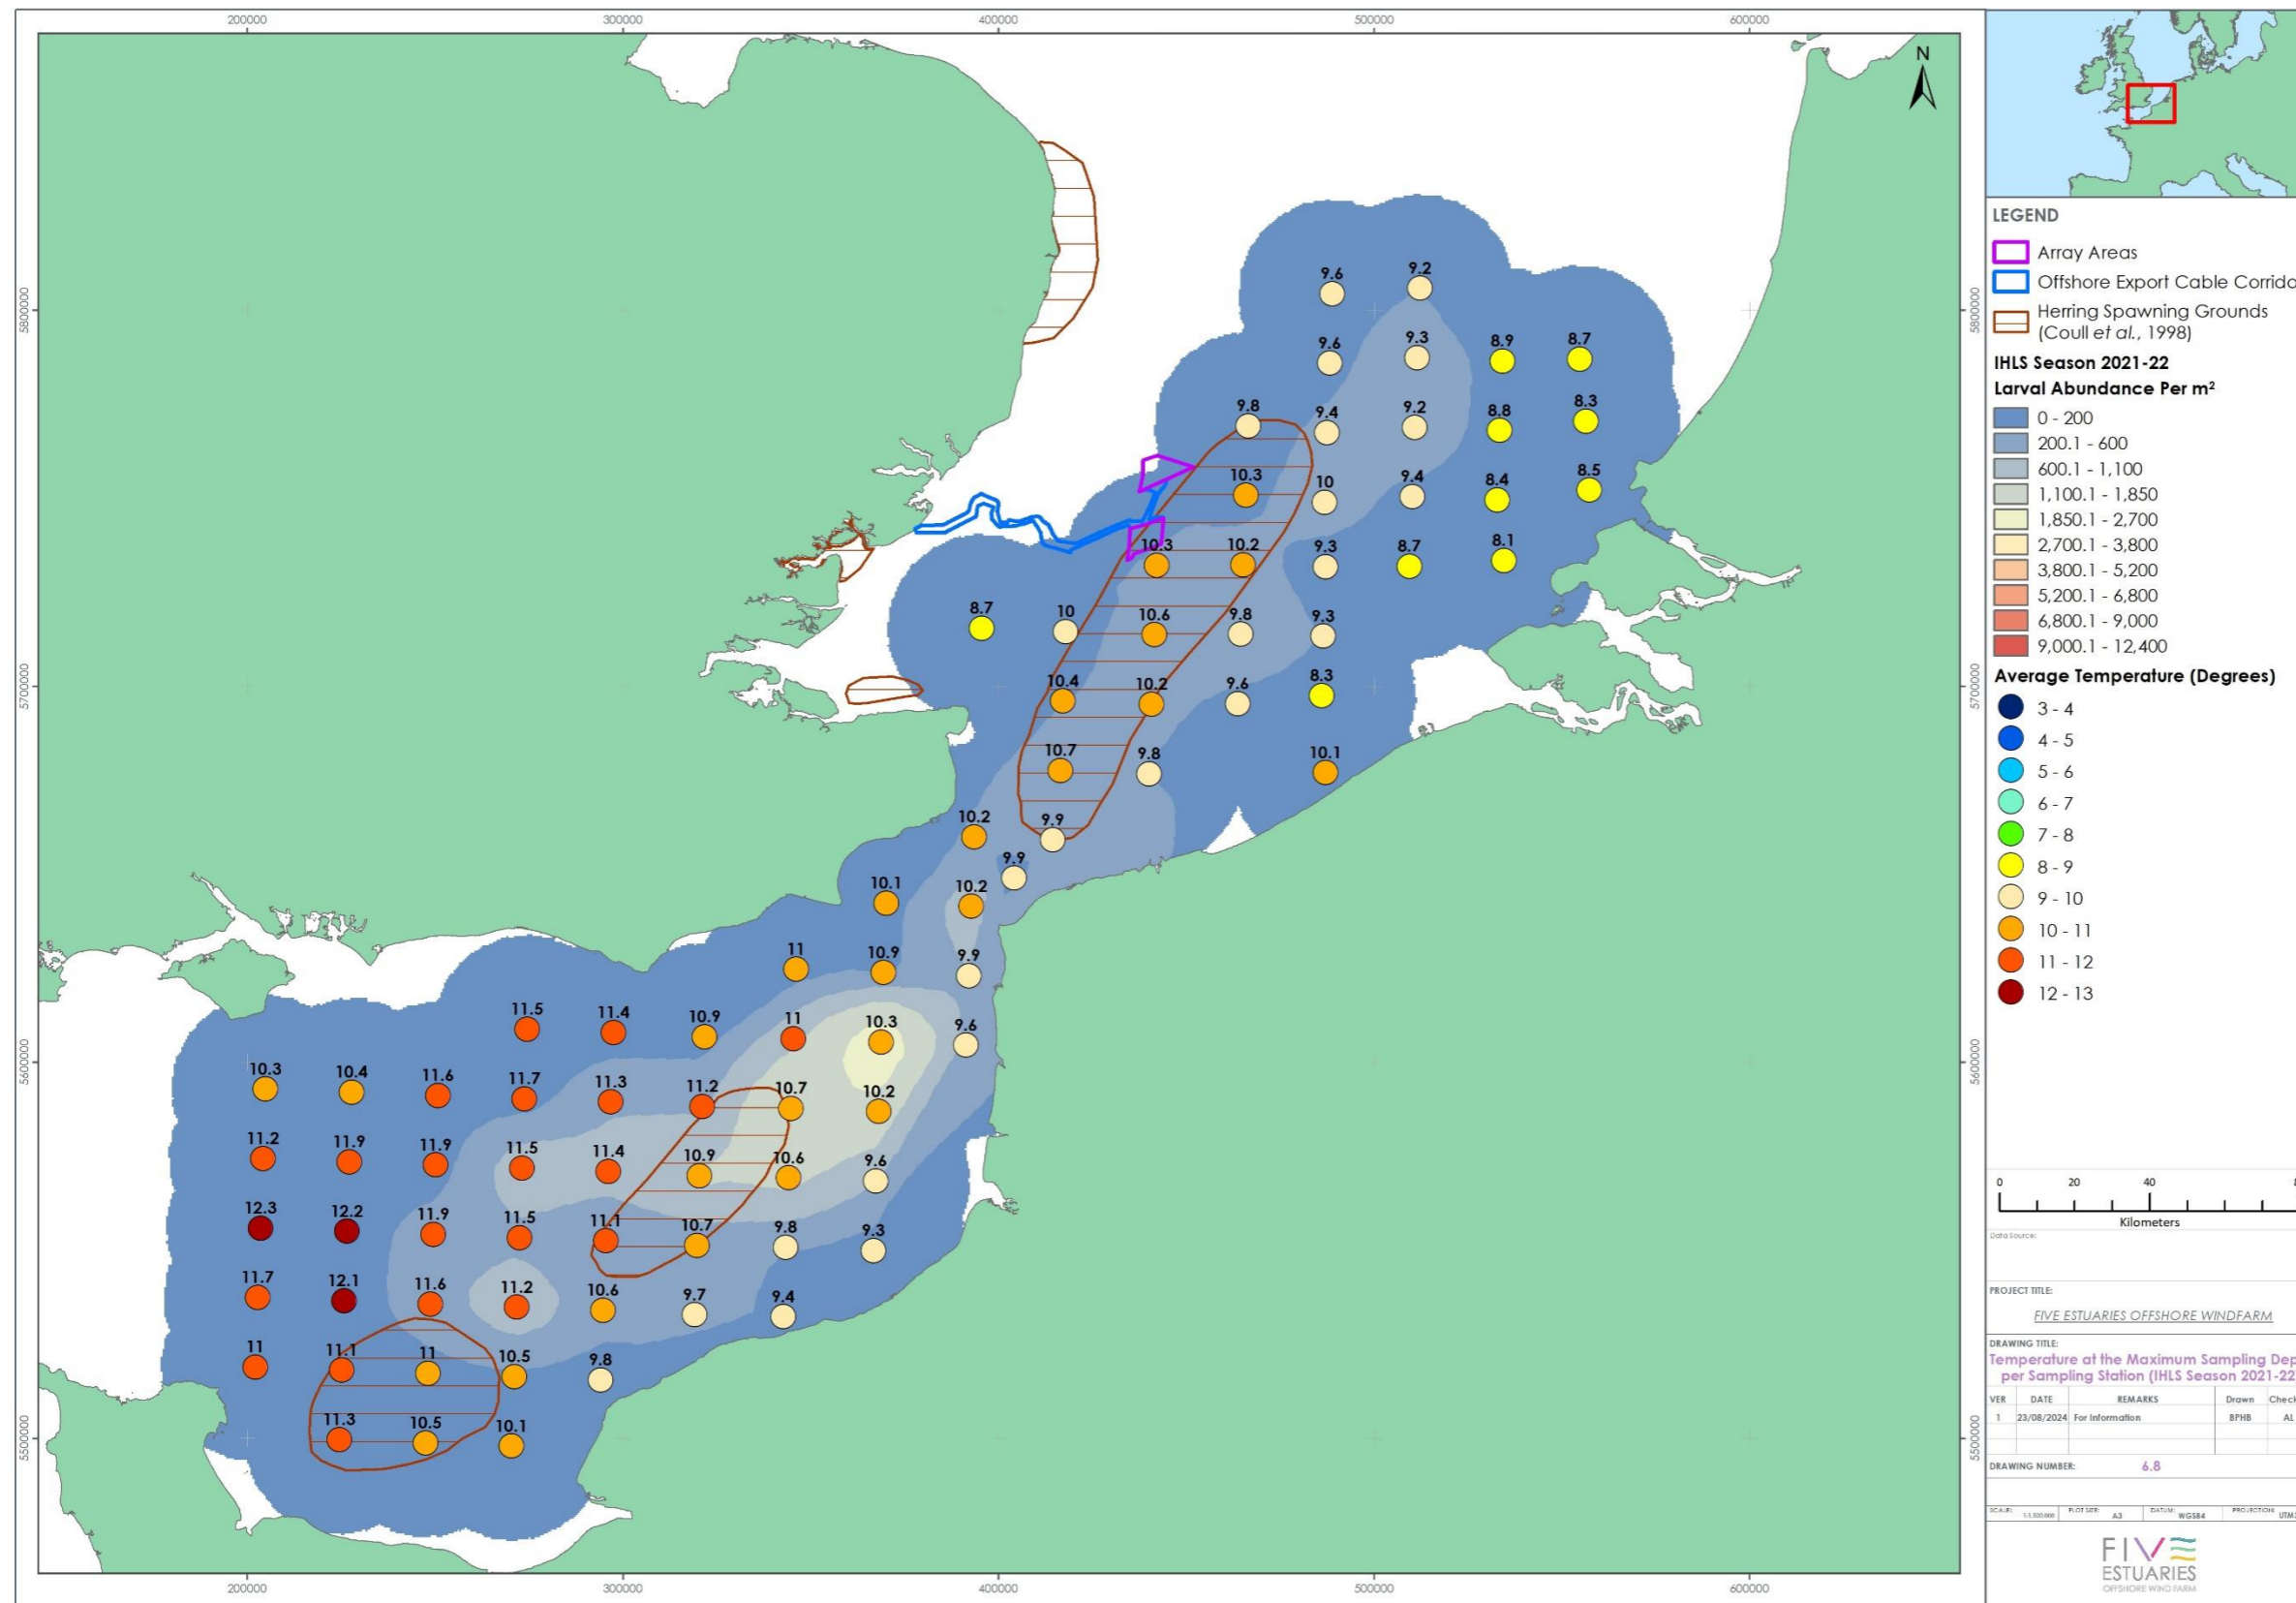 200000 300000 400000 500000 600000
N
5800000 5800000
5700000 5700000
5600000 5600000
5500000 5500000
9.6 9.2
9.6 9.3 8.9 8.7
9.8 9.4 9.2 8.8 8.3
10.3 10 9.4 8.4 8.5
10.3 10.2 9.3 8.7 8.1
8.7 10 10.6 9.8 9.3
10.4 10.2 9.6 8.3
10.7 9.8 10.1
10.2 9.9
9.9
10.1 10.2
11 10.9 9.9
11.5 11.4 10.9 11 10.3 9.6
10.3 10.4 11.6 11.7 11.3 11.2 10.7 10.2
11.2 11.9 11.9 11.5 11.4 10.9 10.6 9.6
12.3 12.2 11.9 11.5 11.1 10.7 9.8 9.3
11.7 12.1 11.6 11.2 10.6 9.7 9.4
11 11.1 11 10.5 9.8
11.3 10.5 10.1
200000 300000 400000 500000 600000
LEGEND
Array Areas
Offshore Export Cable Corrido
Herring Spawning Grounds
(Coull et al., 1998)
IHLS Season 2021-22
Larval Abundance Per m²
0 - 200
200.1 - 600
600.1 - 1,100
1,100.1 - 1,850
1,850.1 - 2,700
2,700.1 - 3,800
3,800.1 - 5,200
5,200.1 - 6,800
6,800.1 - 9,000
9,000.1 - 12,400
Average Temperature (Degrees)
3 - 4
4 - 5
5 - 6
6 - 7
7 - 8
8 - 9
9 - 10
10 - 11
11 - 12
12 - 13
0 20 40
Kilometers
Data Source:
PROJECT TITLE:
FIVE ESTUARIES OFFSHORE WINDFARM
DRAWING TITLE:
Temperature at the Maximum Sampling Dep
per Sampling Station (IHLS Season 2021-22
VER DATE REMARKS Drawn Check
1 23/08/2024 For Information BPHB AL
DRAWING NUMBER: 6.8
SCALE: PLOT SIZE: A3 DATUM: WGS84 PROJECTION:
FIVE
ESTUARIES
OFFSHORE WIND FARM